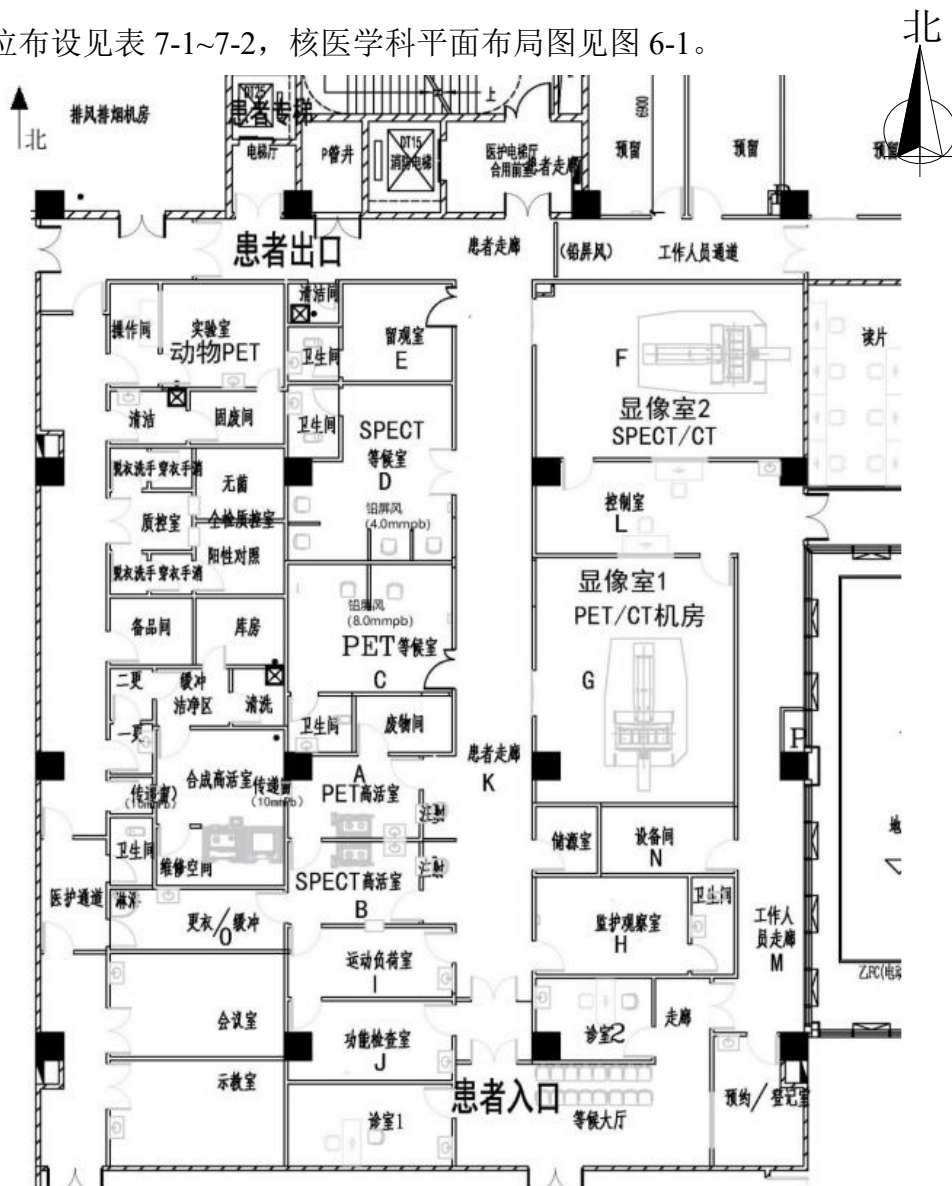 位布设见表 7-1~7-2，核医学科平面布局图见图 6-1。
北
北
排风排烟机房
DT25
患者专梯
电梯厅
P管井
DT15
消防电梯
上
医护电梯厅
合用前室
患者走廊
6900
预留
预留
预留
患者出口
患者走廊
(铅屏风)
工作人员通道
操作间
实验室
动物PET
清洁间
卫生间
留观室
E
F
显像室2
SPECT/CT
读片
清洁
固废间
卫生间
SPECT
等候室
D
铅屏风
(4.0mmpb)
脱衣洗手穿衣手消
无菌
质控室
全检质控室
阳性对照
脱衣洗手穿衣手消
控制室
L
显像室1
PET/CT机房
G
铅屏风
(8.0mmpb)
PET等候室
C
备品间
库房
二更
缓冲
洁净区
清洗
一更
卫生间
废物间
患者走廊
K
P
合成高活室
传递窗
(10mmPb)
传递窗)
(10mmPb)
A
PET高活室
注射
卫生间
维修空间
SPECT高活室
B
注射
储源室
设备间
N
医护通道
淋浴
更衣/缓冲
O
运动负荷室
I
监护观察室
H
卫生间
工作人
员走廊
M
会议室
功能检查室
J
诊室2
走廊
示教室
诊室1
患者入口
等候大厅
预约/登记室